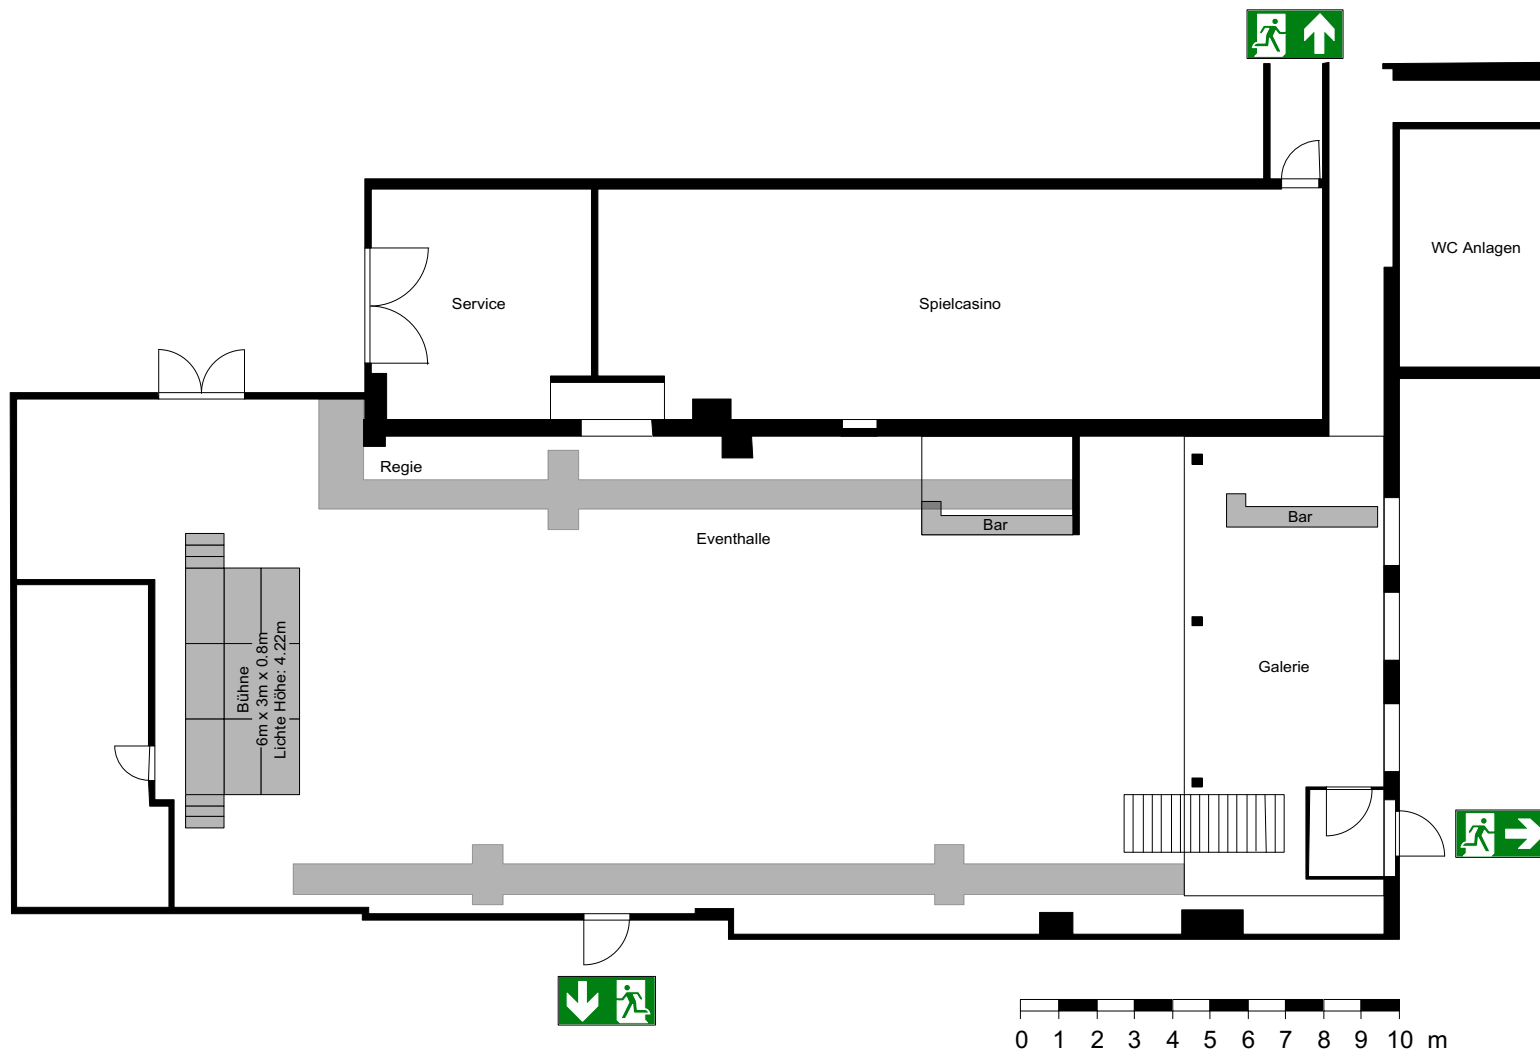 WC Anlagen
Service
Spielcasino
Regie
Bar
Bar
Eventhalle
Galerie
Bühne
6m x 3m x 0.8m
Lichte Höhe: 4.22m
0 1 2 3 4 5 6 7 8 9 10 m